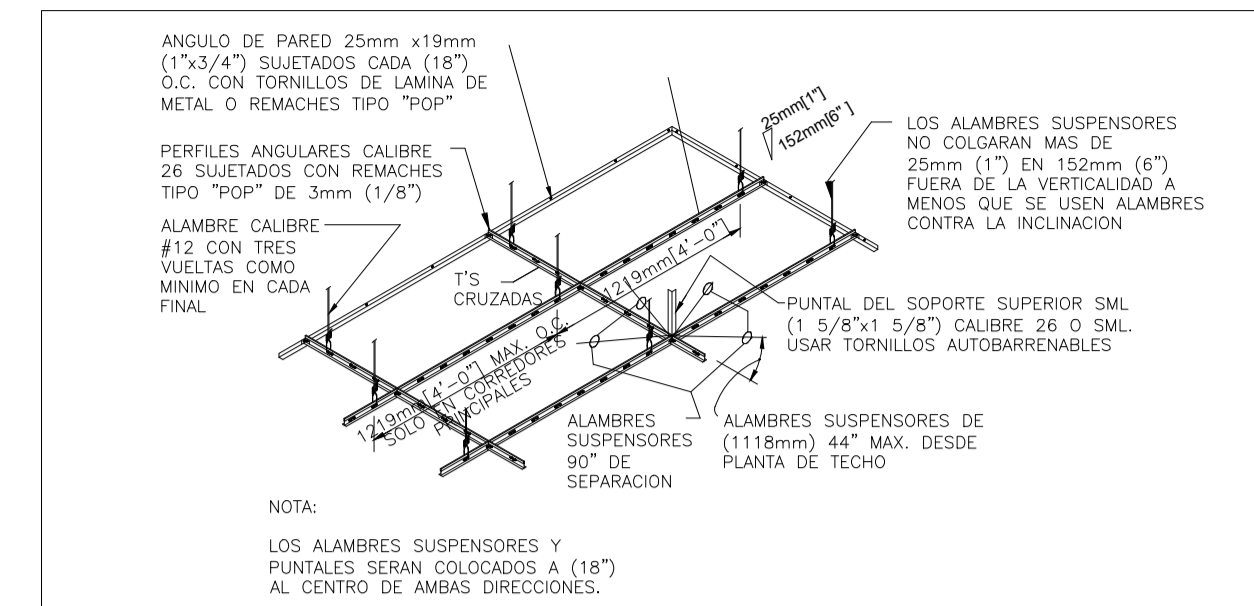 ANGULO DE PARED 25mm x19mm
(1"x3/4") SUJETADOS CADA (18")
O.C. CON TORNILLOS DE LAMINA DE
METAL O REMACHES TIPO "POP"
PERFILES ANGULARES CALIBRE
26 SUJETADOS CON REMACHES
TIPO "POP" DE 3mm (1/8")
ALAMBRE CALIBRE
#12 CON TRES
VUELTAS COMO
MINIMO EN CADA
FINAL
T'S
CRUZADAS
25mm[1"]
152mm[6" ]
LOS ALAMBRES SUSPENSORES
NO COLGARAN MAS DE
25mm (1") EN 152mm (6")
FUERA DE LA VERTICALIDAD A
MENOS QUE SE USEN ALAMBRES
CONTRA LA INCLINACION
1219mm[4'-0"]
1219mm[4'-0"] MAX. O.C.
SOLO EN CORREDORES
PRINCIPALES
PUNTAL DEL SOPORTE SUPERIOR SML
(1 5/8"x1 5/8") CALIBRE 26 O SML.
USAR TORNILLOS AUTOBARRENABLES
ALAMBRES
SUSPENSORES
90" DE
SEPARACION
ALAMBRES SUSPENSORES DE
(1118mm) 44" MAX. DESDE
PLANTA DE TECHO
NOTA:
LOS ALAMBRES SUSPENSORES Y
PUNTALES SERAN COLOCADOS A (18")
AL CENTRO DE AMBAS DIRECCIONES.